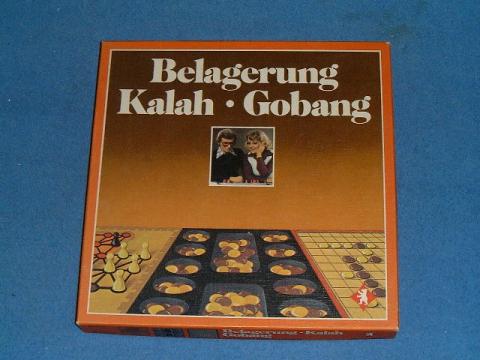 Belagerung
Kalah · Gobang
Belagerung · Kalah
Gobang